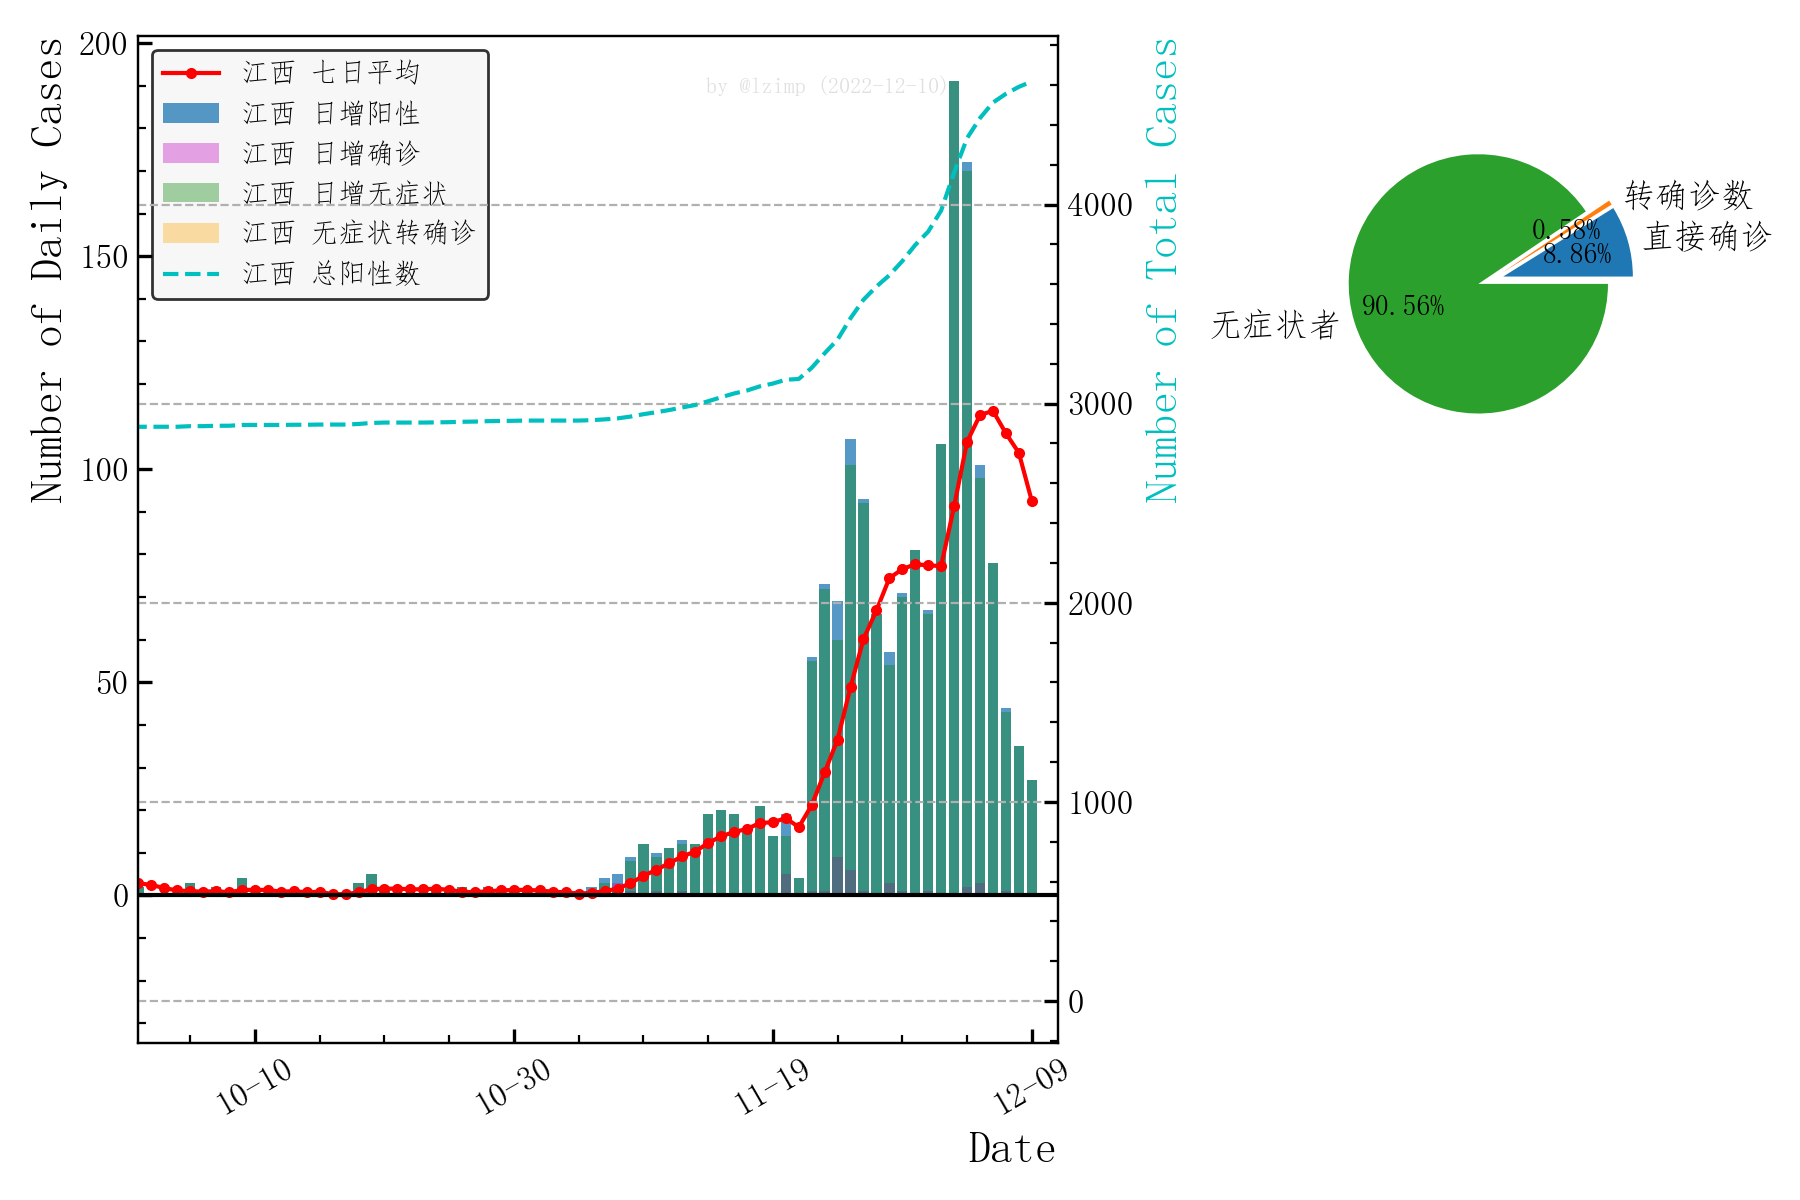 Number of Daily Cases
200
150
100
50
0
江西 七日平均
江西 日增阳性
江西 日增确诊
江西 日增无症状
江西 无症状转确诊
江西 总阳性数
by @lzimp (2022-12-10)
4000
3000
2000
1000
0
Number of Total Cases
10-10
10-30
11-19
12-09
Date
转确诊数
0.58%
直接确诊
8.86%
90.56%
无症状者